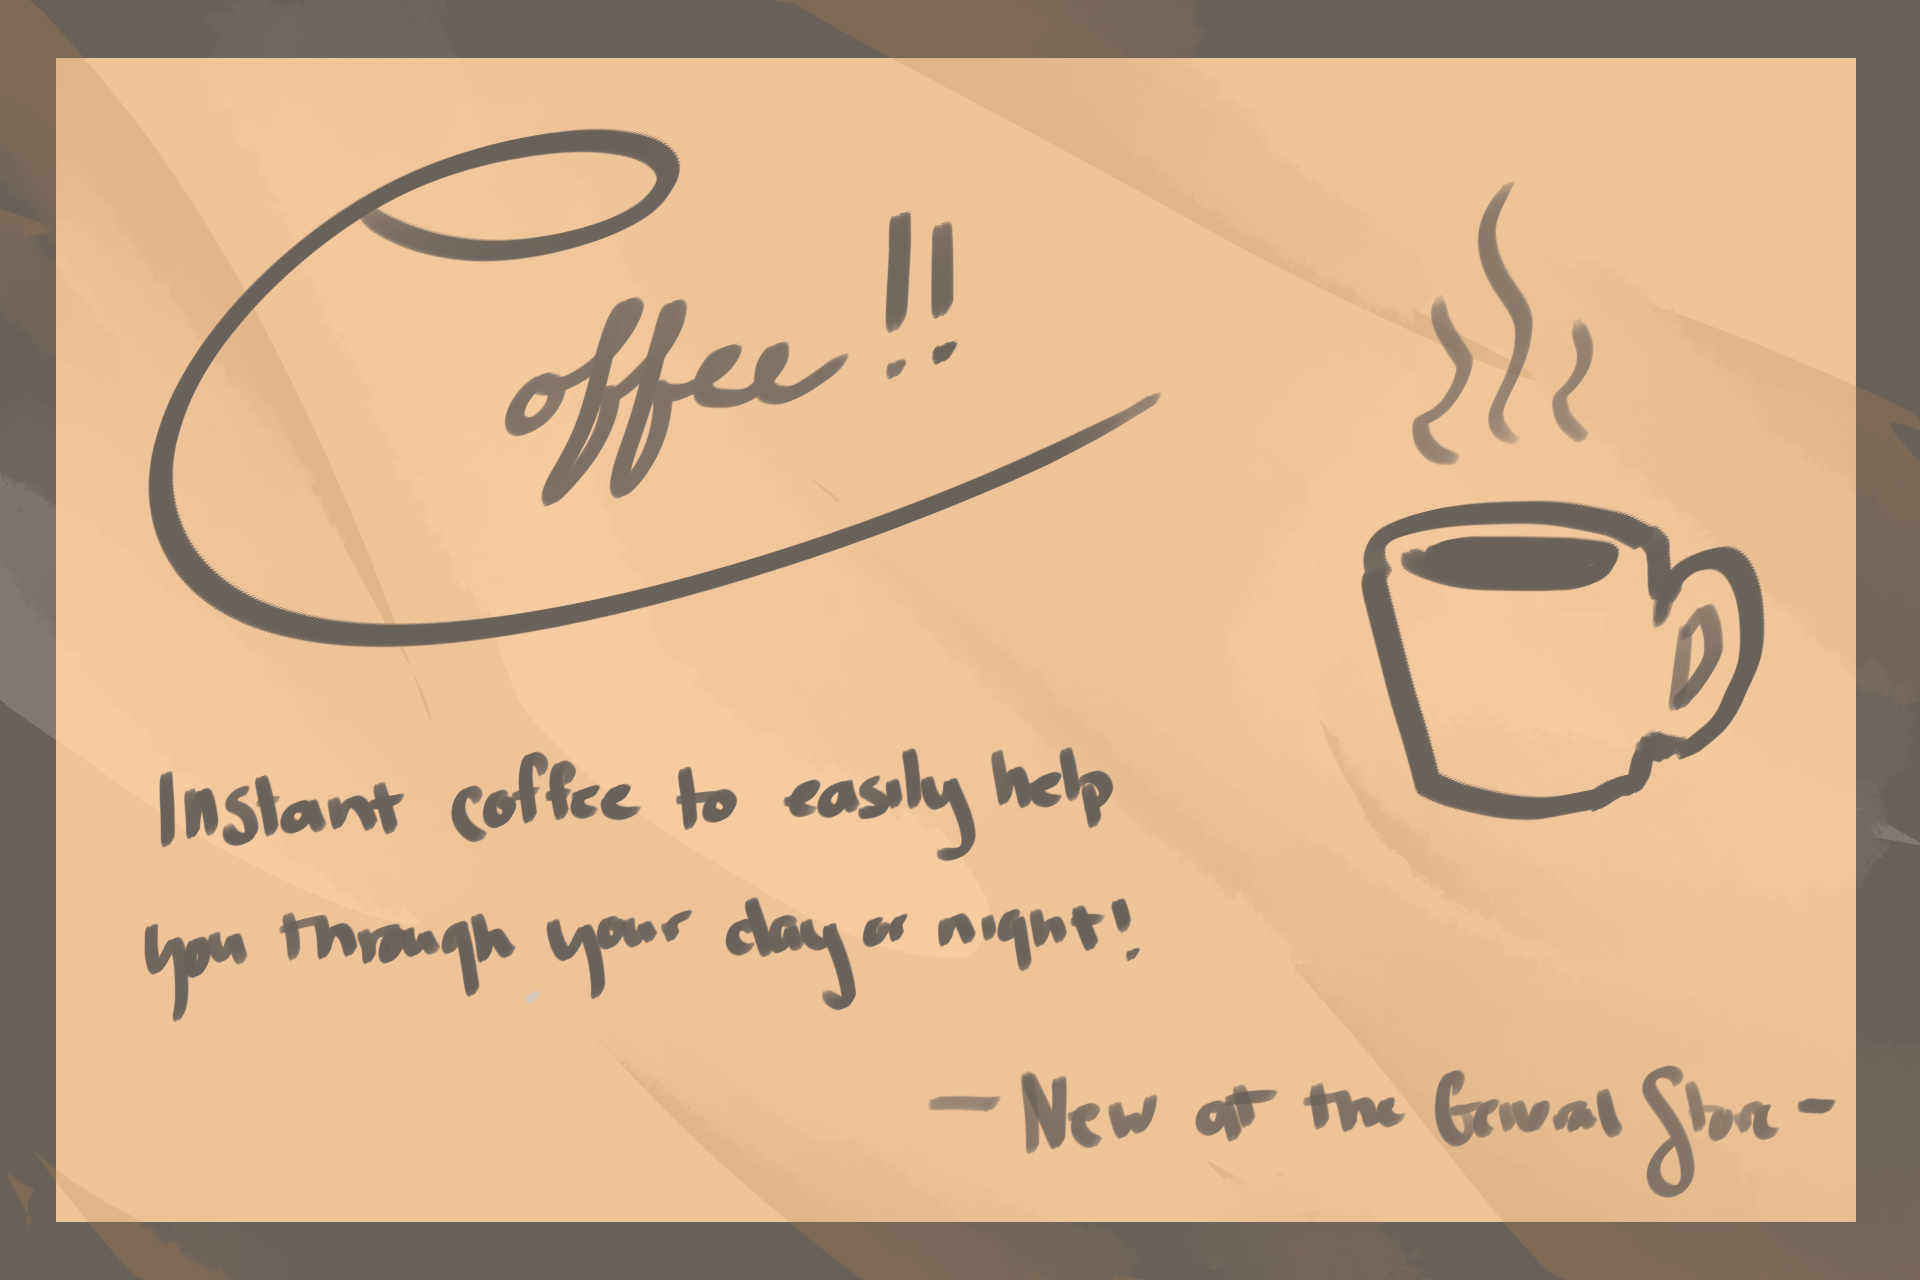 Coffee!!
Instant coffee to easily help
you through your day or night!
- New at the General Store -